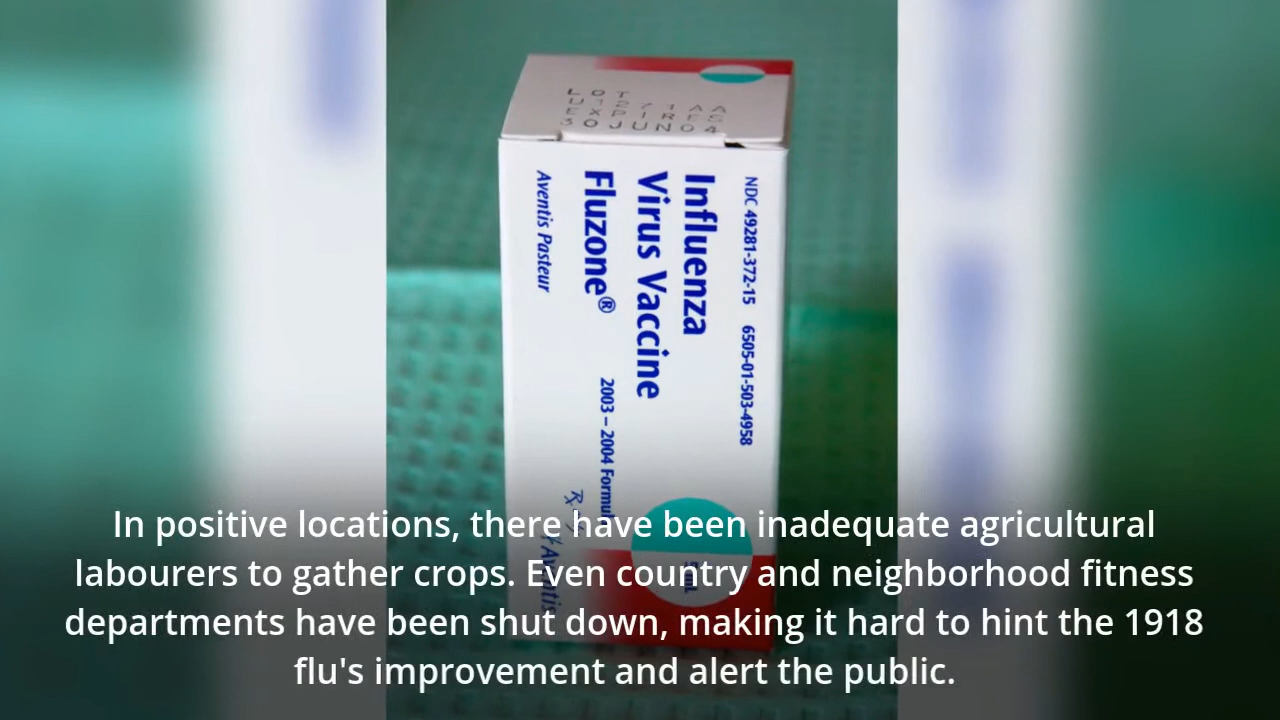 NDC 49281-372-15 6505-01-503-4958
Influenza
Virus Vaccine
Fluzone®
2003 – 2004
Aventis Pasteur
5 mL
In positive locations, there have been inadequate agricultural
labourers to gather crops. Even country and neighborhood fitness
departments have been shut down, making it hard to hint the 1918
flu's improvement and alert the public.